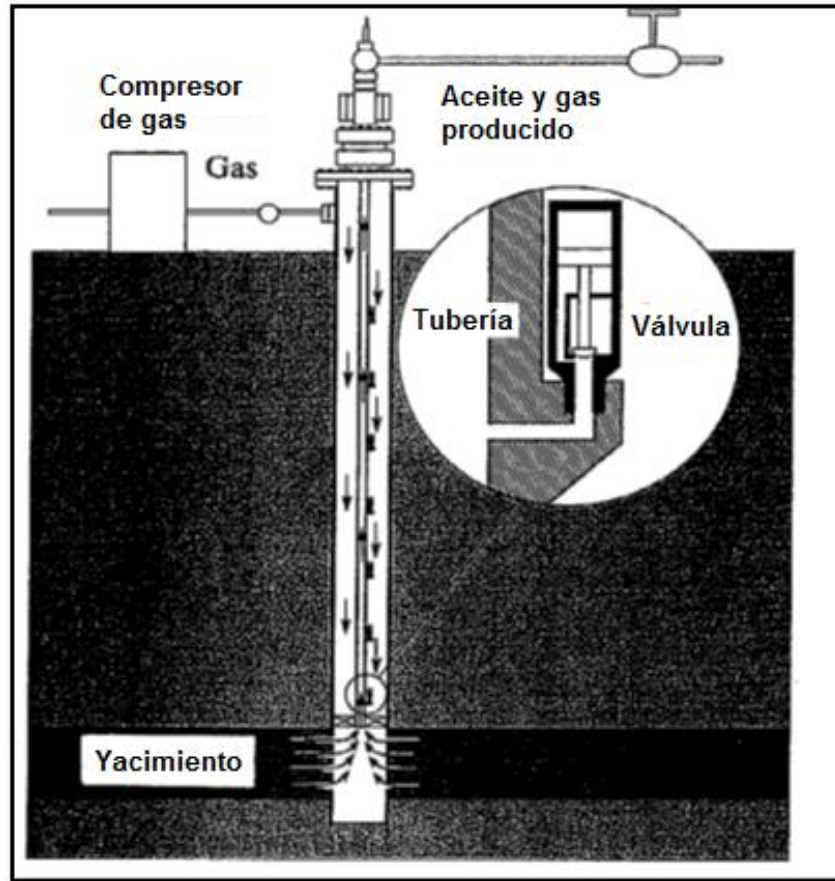 Compresor
de gas
Gas
Aceite y gas
producido
Tubería
Válvula
Yacimiento